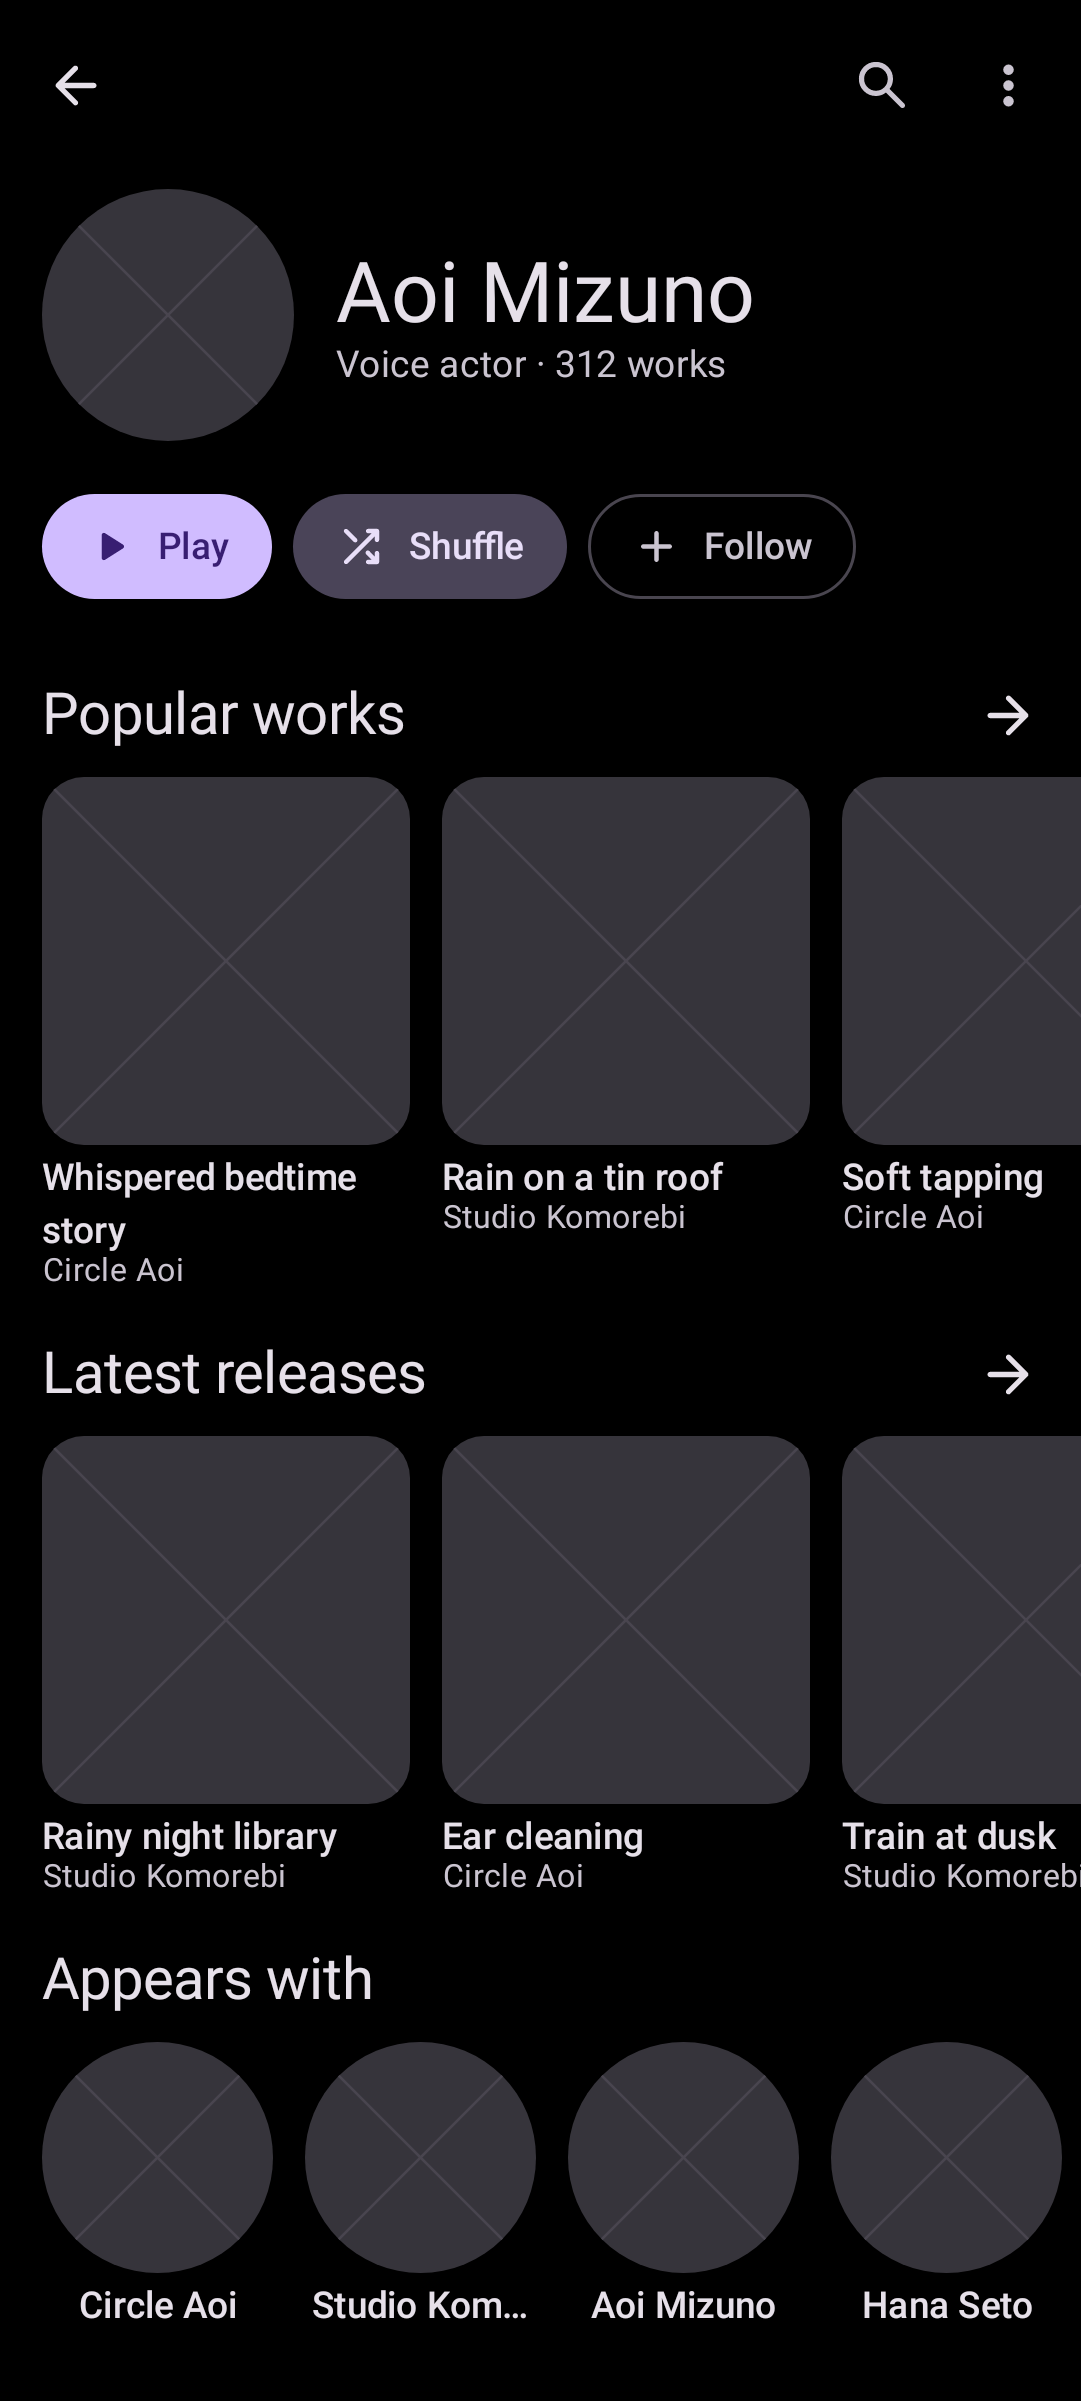 Aoi Mizuno
Voice actor · 312 works
Play
Shuffle
Follow
Popular works
Whispered bedtime
story
Circle Aoi
Rain on a tin roof
Studio Komorebi
Soft tapping
Circle Aoi
Latest releases
Rainy night library
Studio Komorebi
Ear cleaning
Circle Aoi
Train at dusk
Studio Komorebi
Appears with
Circle Aoi
Studio Kom...
Aoi Mizuno
Hana Seto